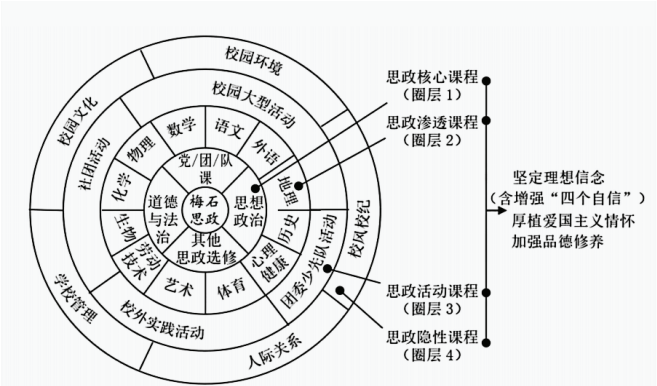 校园环境
校园大型活动
校园文化
社团活动
数学
语文
物理
外语
化学
地理
党/团/队
课
道德
与法
治
梅石
思政
思想
政治
其他
思政选修
生物
历史
劳动
技术
心理
健康
艺术
体育
团委少先队活动
校风校纪
学校管理
校外实践活动
人际关系
思政核心课程
（圈层1）
思政渗透课程
（圈层2）
思政活动课程
（圈层3）
思政隐性课程
（圈层4）
坚定理想信念
（含增强“四个自信”）
厚植爱国主义情怀
加强品德修养